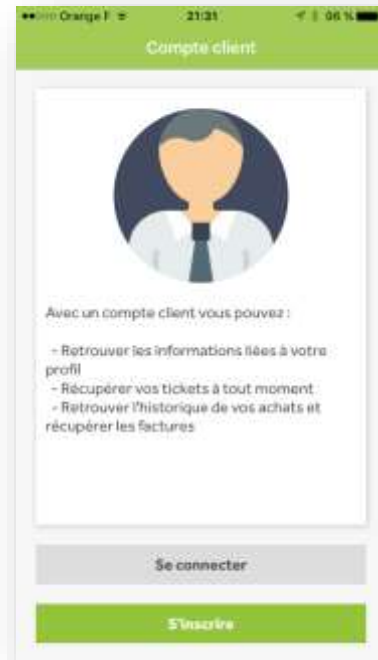 Orange F 21:31 96 %
Compte client
Avec un compte client vous pouvez :
- Retrouver les informations liées à votre
profil
- Récupérer vos tickets à tout moment
- Retrouver l'historique de vos achats et
récupérer les factures
Se connecter
S'inscrire